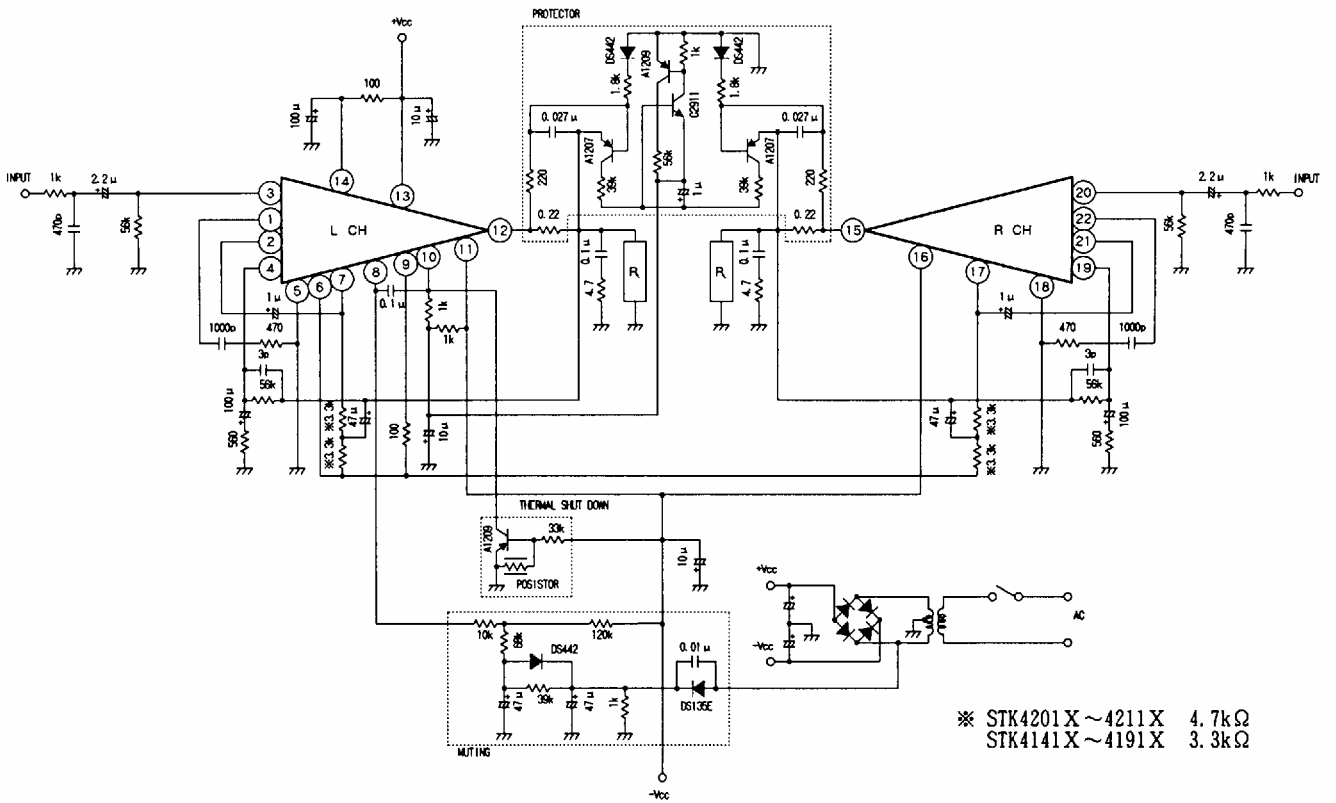 PROTECTOR
+Vcc
DS442
A1209
1k
DS442
100
1.8k
C2911
1.8k
100μ
10μ
0.027μ
0.027μ
A1207
56k
A1207
INPUT
1k
2.2μ
3
14
13
220
39k
1μ
39k
220
20
2.2μ
1k
INPUT
470p
56k
1
L CH
12
0.22
0.22
15
R CH
22
56k
470p
2
11
16
21
4
5
6
7
8
9
10
0.1μ
R
R
0.1μ
17
18
19
0.1μ
4.7
4.7
1μ
1k
1μ
1000p
470
1k
470
1000p
3p
3p
56k
56k
100μ
※3.3k
47μ
47μ
※3.3k
100μ
560
※3.3k
100
10μ
※3.3k
560
THERMAL SHUT DOWN
A1209
33k
10μ
POSISTOR
+Vcc
AC
10k
120k
68k
DS442
0.01μ
-Vcc
47μ
39k
47μ
1k
DS135E
MUTING
※ STK4201X～4211X 4.7kΩ
STK4141X～4191X 3.3kΩ
-Vcc